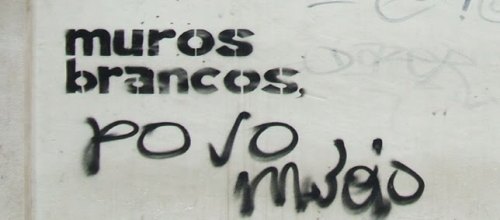 muros
brancos,
povo
mudo